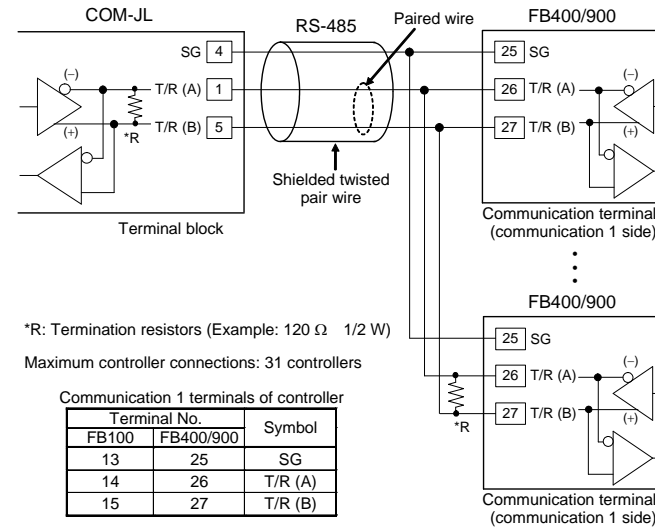 COM-JL
RS-485
Paired wire
FB400/900
SG 4
25 SG
(−)
T/R (A) 1
26 T/R (A)
(−)
(+)
*R
T/R (B) 5
27 T/R (B)
(+)
Shielded twisted
pair wire
Terminal block
Communication terminal
(communication 1 side)
FB400/900
*R: Termination resistors (Example: 120 Ω 1/2 W)
25 SG
Maximum controller connections: 31 controllers
26 T/R (A)
(−)
*R
27 T/R (B)
(+)
Communication 1 terminals of controller
Terminal No. Symbol
FB100 FB400/900
13 25 SG
14 26 T/R (A)
15 27 T/R (B)
Communication terminal
(communication 1 side)